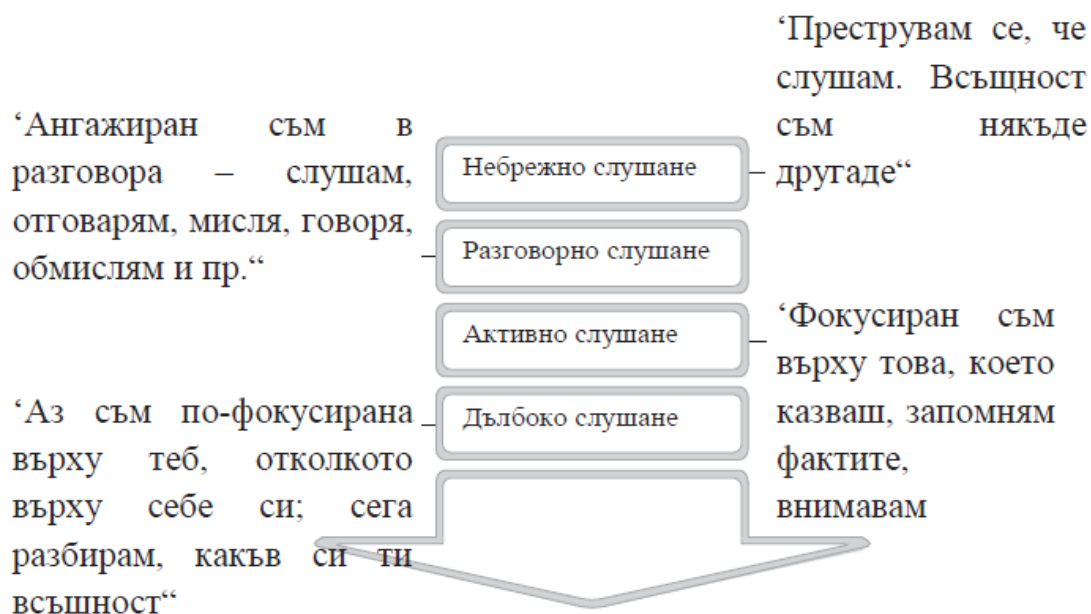 ‘Преструвам се, че
слушам. Всъщност
съм някъде
другаде“
Небрежно слушане
‘Ангажиран съм в
разговора – слушам,
отговарям, мисля, говоря,
обмислям и пр.“
Разговорно слушане
Активно слушане
‘Фокусиран съм
върху това, което
казваш, запомням
фактите,
внимавам
Дълбоко слушане
‘Аз съм по-фокусирана
върху теб, отколкото
върху себе си; сега
разбирам, какъв си ти
всъшност“